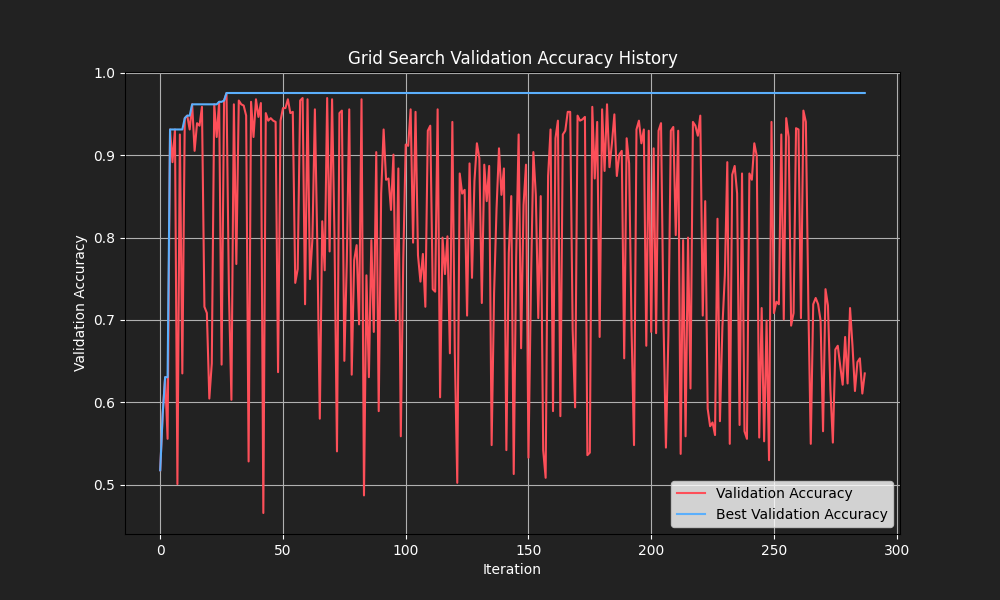 Grid Search Validation Accuracy History
Validation Accuracy
1.0
0.9
0.8
0.7
0.6
0.5
0
50
100
150
200
250
300
Iteration
Validation Accuracy
Best Validation Accuracy